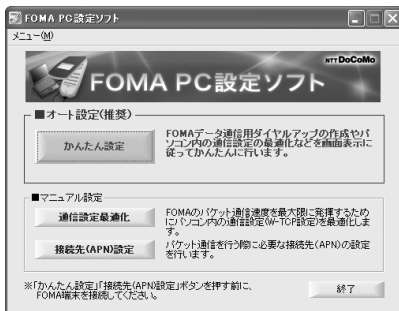 FOMA PC設定ソフト
メニュー(M)
NTT DoCoMo
FOMA PC設定ソフト
■オート設定(推奨)
かんたん設定
FOMAデータ通信用ダイヤルアップの作成やパ
ソコン内の通信設定の最適化などを画面表示に
従ってかんたんに行います。
■マニュアル設定
通信設定最適化
FOMAのパケット通信速度を最大限に発揮するため
にパソコン内の通信設定(W-TCP設定)を最適化しま
す。
接続先(APN)設定
パケット通信を行う際に必要な接続先(APN)の設定
を行います。
※「かんたん設定」「接続先(APN)
設定」ボタンを押す前に、
FOMA端末を接続してください。
終了